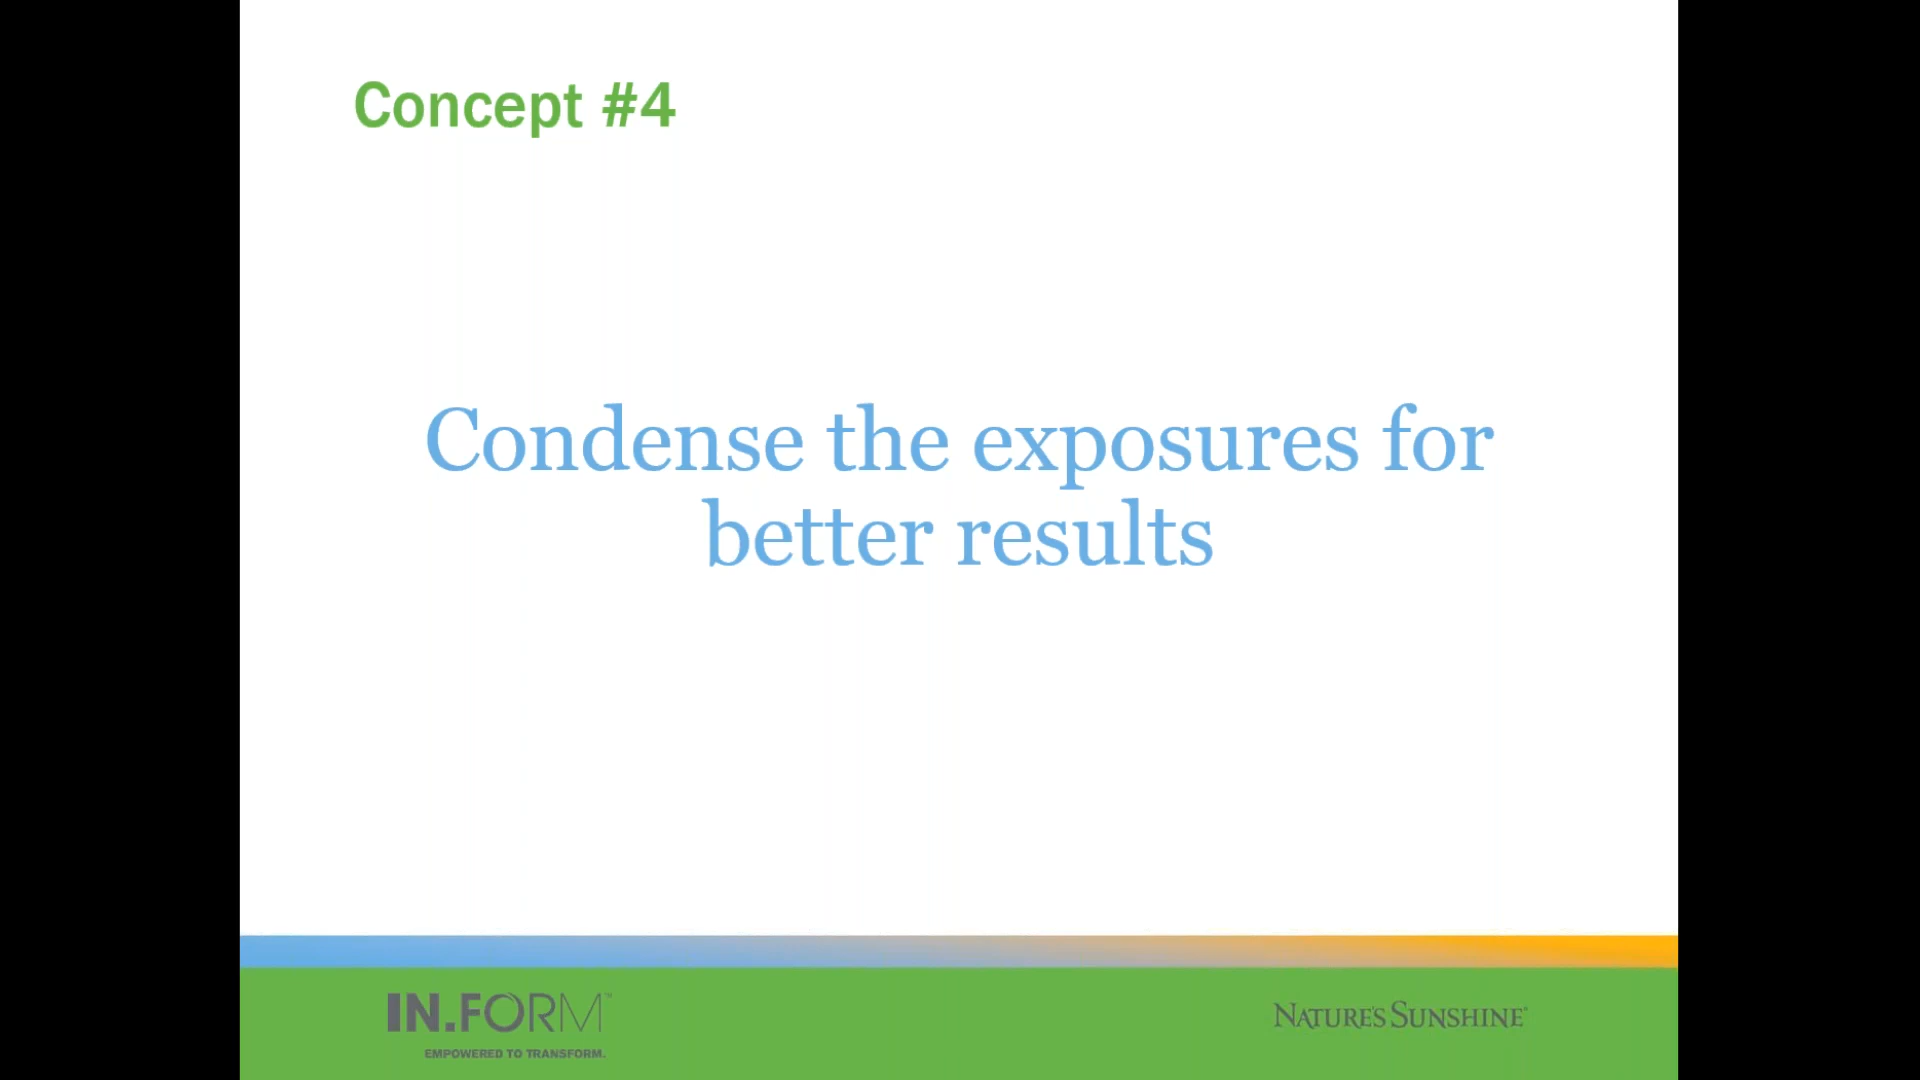 Concept #4
Condense the exposures for
better results
IN.FORM™
EMPOWERED TO TRANSFORM.
NATURE'S SUNSHINE®